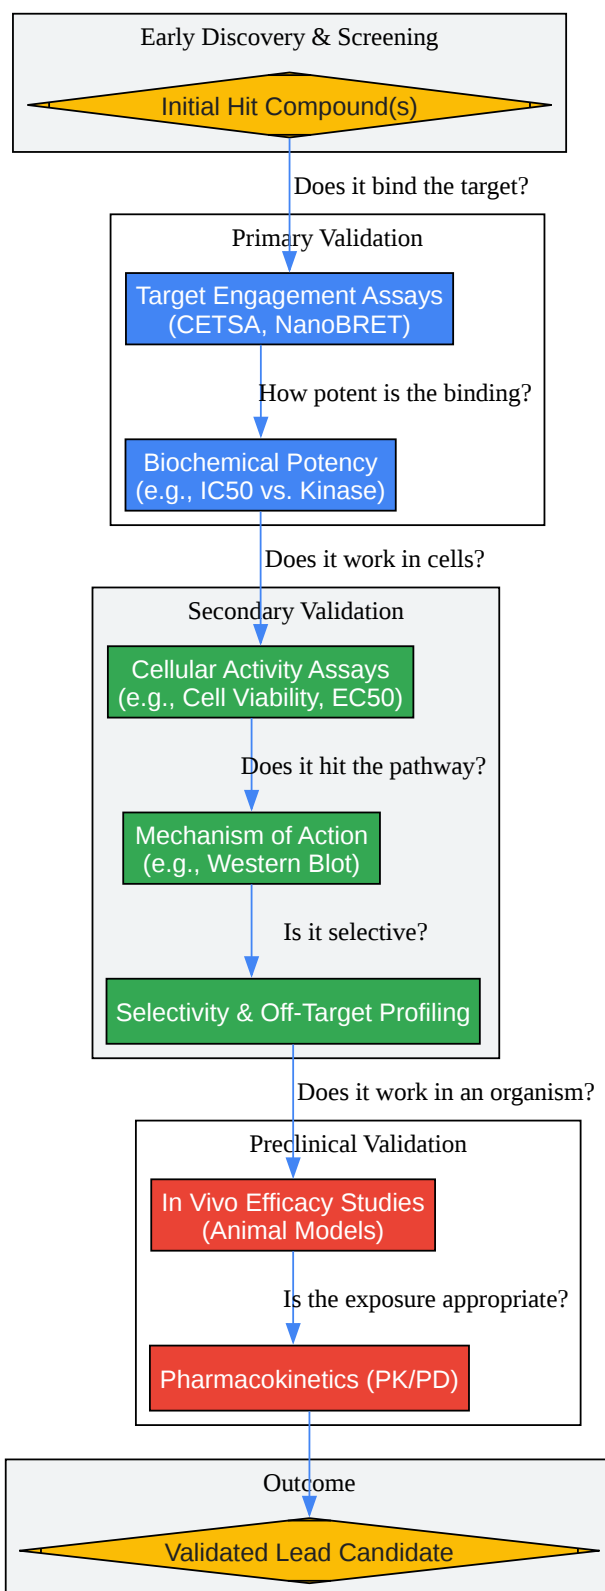 Early Discovery & Screening
Initial Hit Compound(s)
Does it bind the target?
Primary Validation
Target Engagement Assays
(CETSA, NanoBRET)
How potent is the binding?
Biochemical Potency
(e.g., IC50 vs. Kinase)
Does it work in cells?
Secondary Validation
Cellular Activity Assays
(e.g., Cell Viability, EC50)
Does it hit the pathway?
Mechanism of Action
(e.g., Western Blot)
Is it selective?
Selectivity & Off-Target Profiling
Does it work in an organism?
Preclinical Validation
In Vivo Efficacy Studies
(Animal Models)
Is the exposure appropriate?
Pharmacokinetics (PK/PD)
Outcome
Validated Lead Candidate